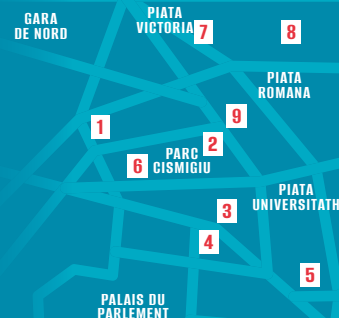 GARA
DE NORD
PIATA
VICTORIA
7
8
PIATA
ROMANA
1
9
2
PARC
CISMIGIU
6
PIATA
UNIVERSITATH
3
4
5
PALAIS DU
PARLEMENT